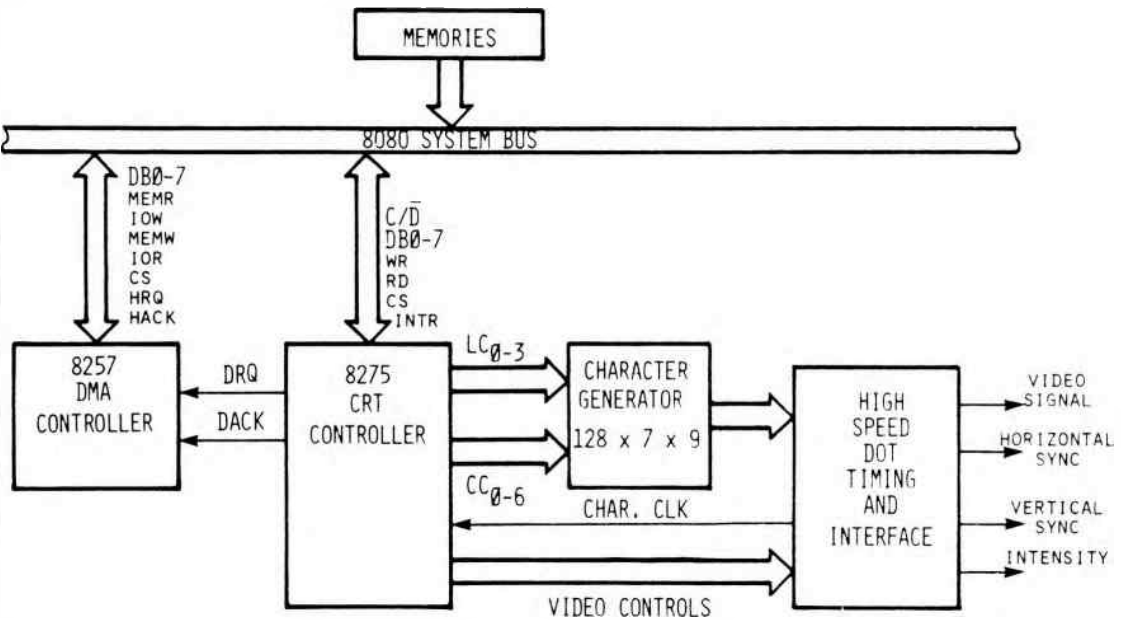 MEMORIES
8080 SYSTEM BUS
DBØ-7
MEMR
IOW
MEMW
IOR
CS
HRQ
HACK
C/D̅
DBØ-7
WR
RD
CS
INTR
8257
DMA
CONTROLLER
DRQ
DACK
8275
CRT
CONTROLLER
LCØ-3
CCØ-6
CHARACTER
GENERATOR
128 x 7 x 9
CHAR. CLK
VIDEO CONTROLS
HIGH
SPEED
DOT
TIMING
AND
INTERFACE
VIDEO
SIGNAL
HORIZONTAL
SYNC
VERTICAL
SYNC
INTENSITY